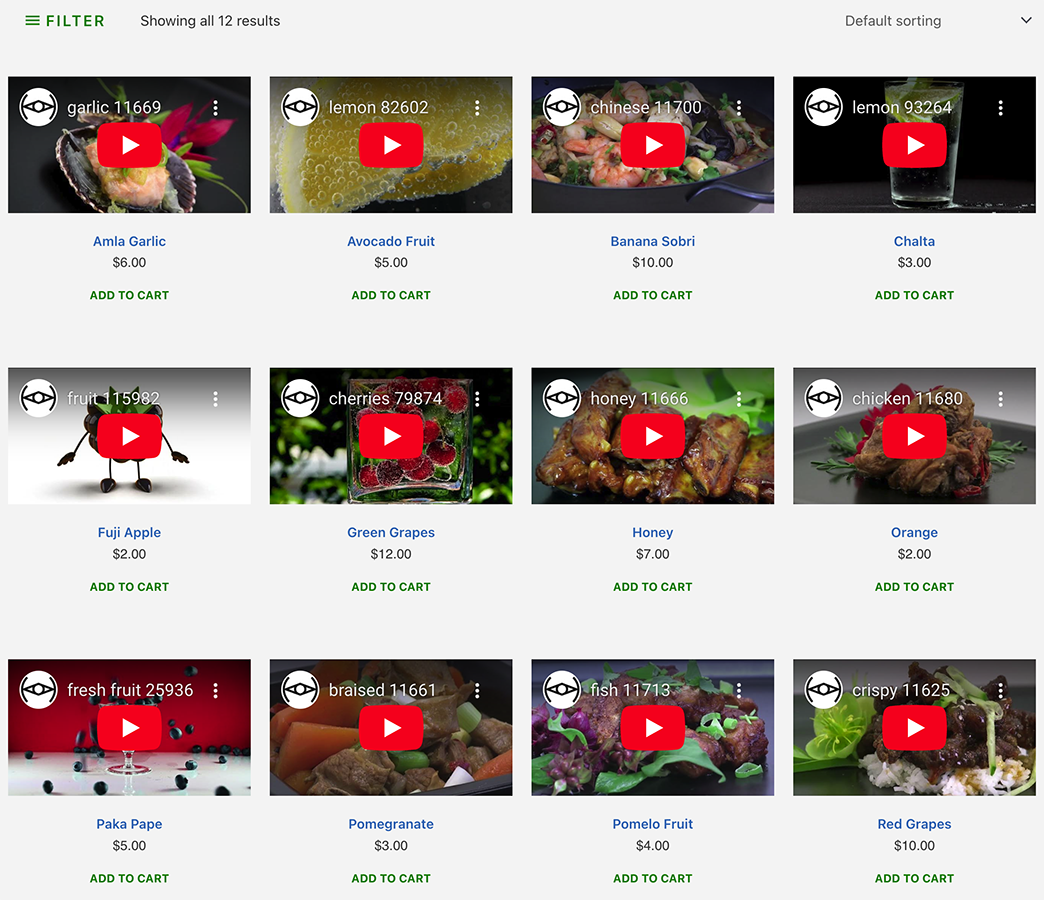 FILTER Showing all 12 results Default sorting
garlic 11669 lemon 82602 chinese 11700 lemon 93264
Amla Garlic Avocado Fruit Banana Sobri Chalta
$6.00 $5.00 $10.00 $3.00
ADD TO CART ADD TO CART ADD TO CART ADD TO CART
fruit 115982 cherries 79874 honey 11666 chicken 11680
Fuji Apple Green Grapes Honey Orange
$2.00 $12.00 $7.00 $2.00
ADD TO CART ADD TO CART ADD TO CART ADD TO CART
fresh fruit 25936 braised 11661 fish 11713 crispy 11625
Paka Pape Pomegranate Pomelo Fruit Red Grapes
$5.00 $3.00 $4.00 $10.00
ADD TO CART ADD TO CART ADD TO CART ADD TO CART